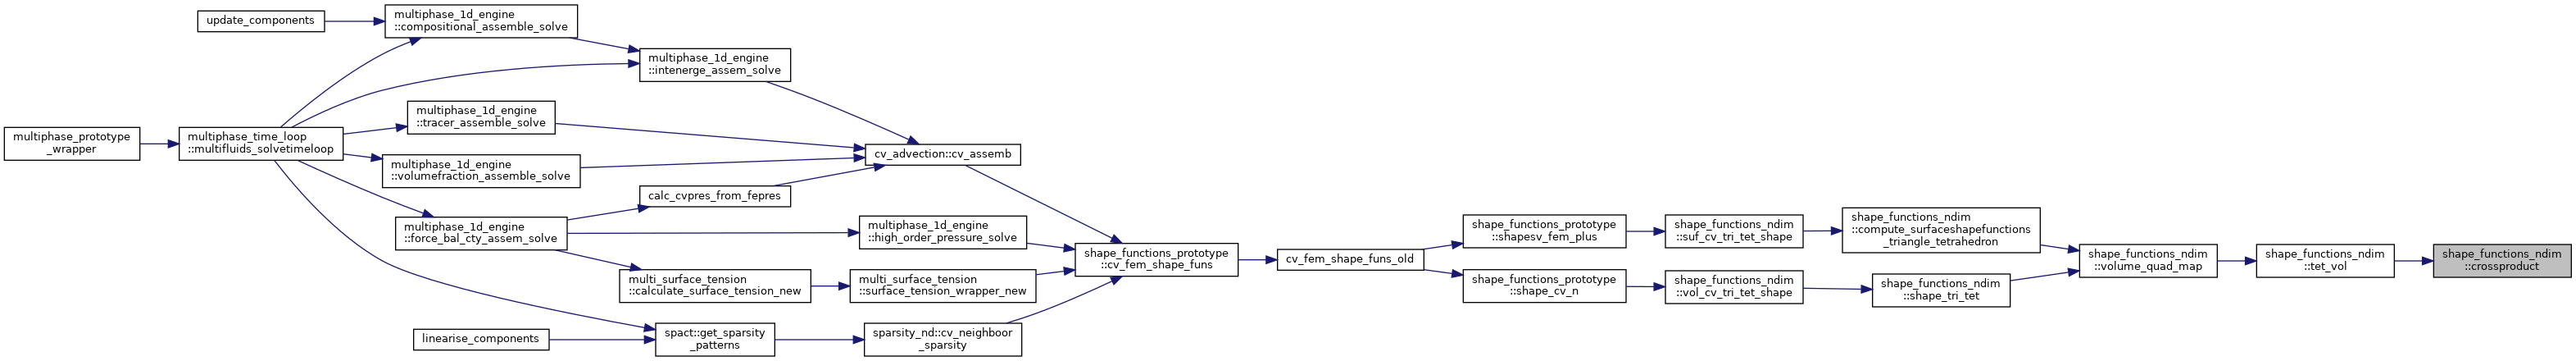 update_components
multiphase_1d_engine
::compositional_assemble_solve
multiphase_1d_engine
::intenerge_assem_solve
multiphase_1d_engine
::tracer_assemble_solve
multiphase_prototype
_wrapper
multiphase_time_loop
::multifluids_solvetimeloop
multiphase_1d_engine
::volumefraction_assemble_solve
cv_advection::cv_assemb
calc_cvpres_from_fepres
multiphase_1d_engine
::force_bal_cty_assem_solve
multiphase_1d_engine
::high_order_pressure_solve
multi_surface_tension
::calculate_surface_tension_new
multi_surface_tension
::surface_tension_wrapper_new
linearise_components
spact::get_sparsity
_patterns
sparsity_nd::cv_neighboor
_sparsity
shape_functions_prototype
::cv_fem_shape_funs
cv_fem_shape_funs_old
shape_functions_prototype
::shapesv_fem_plus
shape_functions_prototype
::shape_cv_n
shape_functions_ndim
::suf_cv_tri_tet_shape
shape_functions_ndim
::vol_cv_tri_tet_shape
shape_functions_ndim
::compute_surfaceshapefunctions
_triangle_tetrahedron
shape_functions_ndim
::shape_tri_tet
shape_functions_ndim
::volume_quad_map
shape_functions_ndim
::tet_vol
shape_functions_ndim
::crossproduct